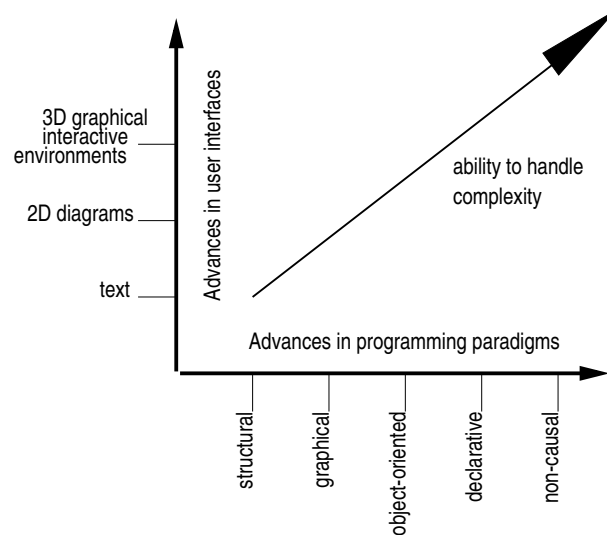 3D graphical
interactive
environments
2D diagrams
text
Advances in user interfaces
ability to handle
complexity
Advances in programming paradigms
structural
graphical
object-oriented
declarative
non-causal